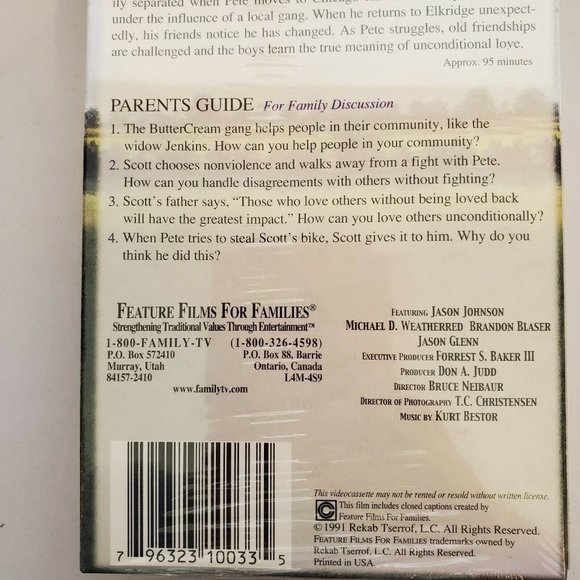 ily separated when Pete moves to Chicago
under the influence of a local gang. When he returns to Elkridge unexpect-
edly, his friends notice he has changed. As Pete struggles, old friendships
are challenged and the boys learn the true meaning of unconditional love.
Approx. 95 minutes
PARENTS GUIDE For Family Discussion
1. The ButterCream gang helps people in their community, like the
widow Jenkins. How can you help people in your community?
2. Scott chooses nonviolence and walks away from a fight with Pete.
How can you handle disagreements with others without fighting?
3. Scott's father says, "Those who love others without being loved back
will have the greatest impact." How can you love others unconditionally?
4. When Pete tries to steal Scott's bike, Scott gives it to him. Why do you
think he did this?
FEATURE FILMS FOR FAMILIES®
Strengthening Traditional Values Through Entertainment™
1-800-FAMILY-TV (1-800-326-4598)
P.O. Box 572410 P.O. Box 88, Barrie
Murray, Utah Ontario, Canada
84157-2410 L4M-4S9
www.familytv.com
FEATURING JASON JOHNSON
MICHAEL D. WEATHERRED BRANDON BLASER
JASON GLENN
EXECUTIVE PRODUCER FORREST S. BAKER III
PRODUCER DON A. JUDD
DIRECTOR BRUCE NEIBAUR
DIRECTOR OF PHOTOGRAPHY T.C. CHRISTENSEN
MUSIC BY KURT BESTOR
7 96323 10033 5
This videocassette may not be rented or resold without written license.
C This film includes closed captions created by
Feature Films For Families.
©1991 Rekab Tserrof, L.C. All Rights Reserved.
FEATURE FILMS FOR FAMILIES trademarks owned by
Rekab Tserrof, L.C. All Rights Reserved.
Printed in USA.